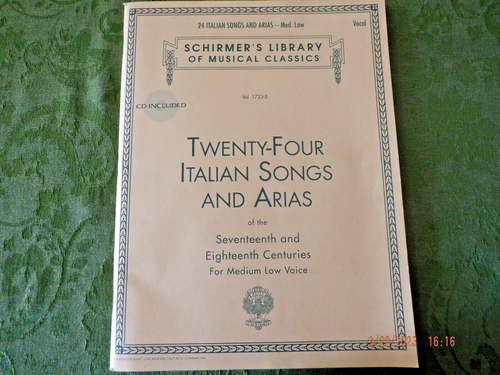 24 ITALIAN SONGS AND ARIAS – Med. Low Vocal
SCHIRMER'S LIBRARY
OF MUSICAL CLASSICS
Vol. 1723-B
CD INCLUDED
TWENTY-FOUR
ITALIAN SONGS
AND ARIAS
of the
Seventeenth and
Eighteenth Centuries
For Medium Low Voice
16:16